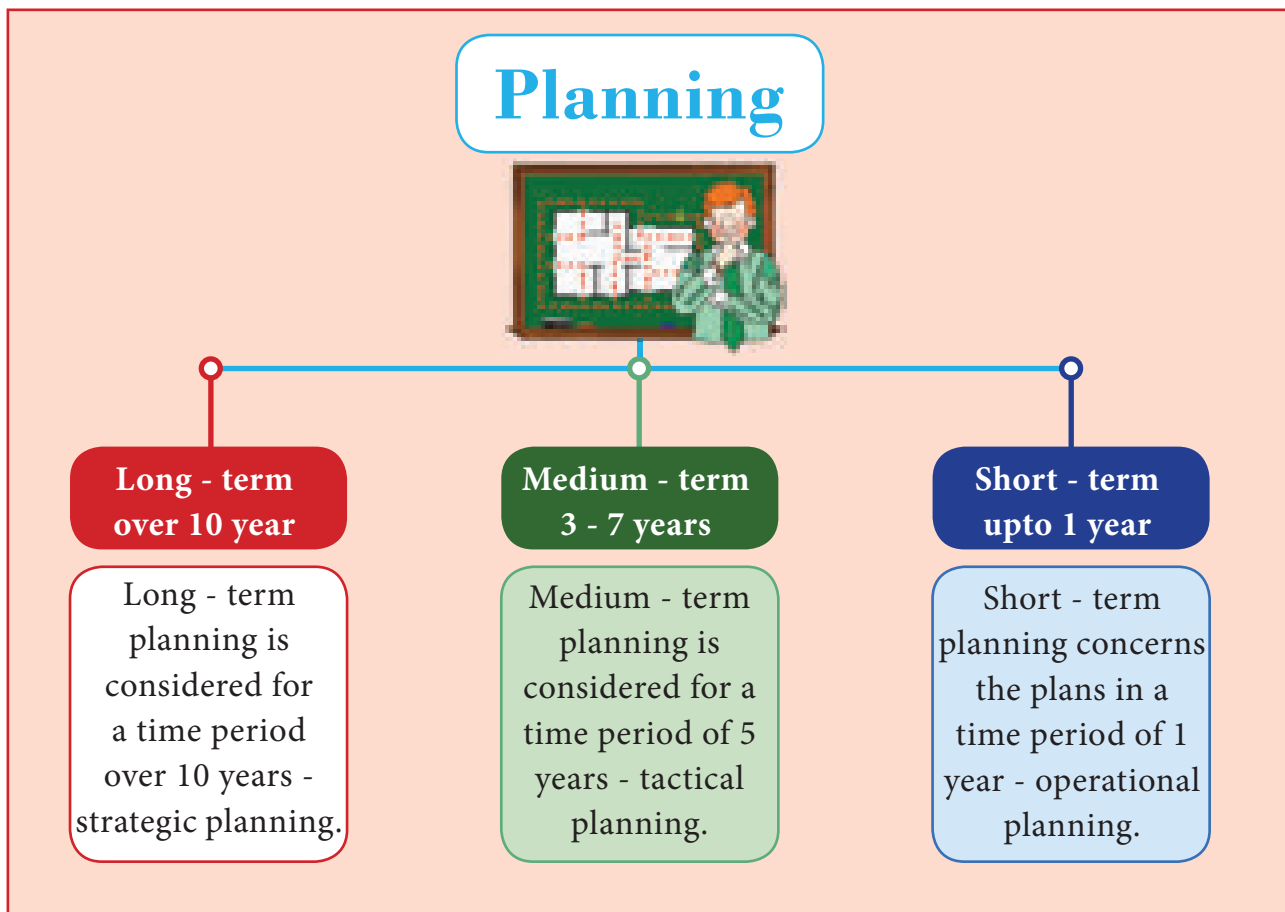 Planning
Long - term
over 10 year
Medium - term
3 - 7 years
Short - term
upto 1 year
Long - term
planning is
considered for
a time period
over 10 years -
strategic planning.
Medium - term
planning is
considered for a
time period of 5
years - tactical
planning.
Short - term
planning concerns
the plans in a
time period of 1
year - operational
planning.